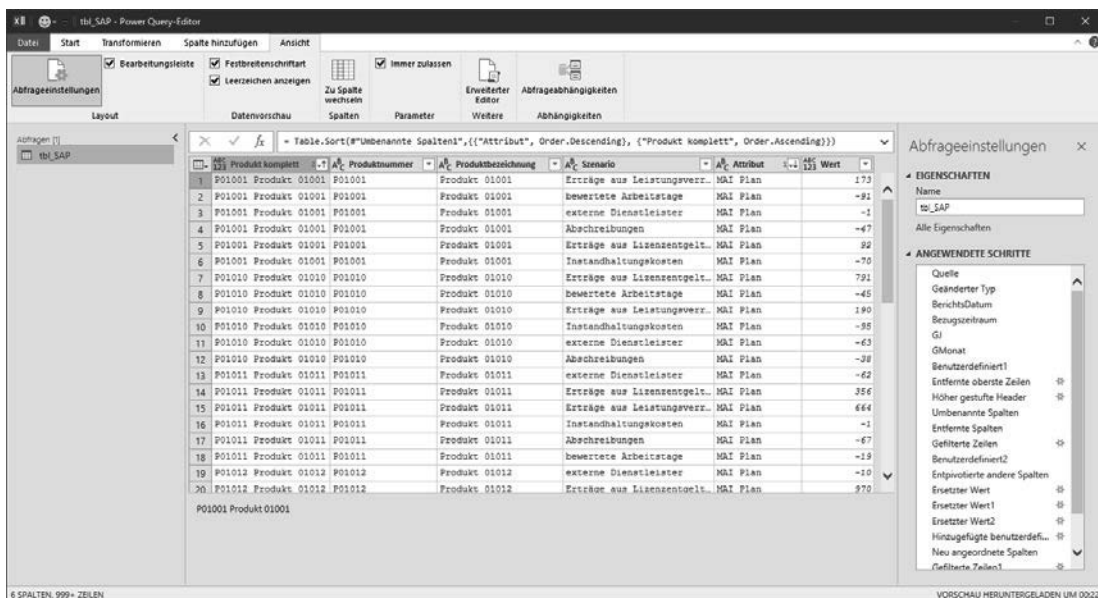 tbl_SAP - Power Query-Editor
Datei Start Transformieren Spalte hinzufügen Ansicht
Abfrageeinstellungen
Bearbeitungsleiste
Layout
Festbreitenschriftart
Leerzeichen anzeigen
Datenvorschau
Zu Spalte wechseln
Spalten
Immer zulassen
Parameter
Erweiterter Editor
Weitere
Abfrageabhängigkeiten
Abhängigkeiten
Abfragen [1]
tbl_SAP
= Table.Sort(#"Umbenannte Spalten1",{{"Attribut", Order.Descending}, {"Produkt komplett", Order.Ascending}})
Produkt komplett Produktnummer Produktbezeichnung Szenario Attribut Wert
1 P01001 Produkt 01001 P01001 Produkt 01001 Erträge aus Leistungsverr… MAI Plan 173
2 P01001 Produkt 01001 P01001 Produkt 01001 bewertete Arbeitstage MAI Plan -91
3 P01001 Produkt 01001 P01001 Produkt 01001 externe Dienstleister MAI Plan -1
4 P01001 Produkt 01001 P01001 Produkt 01001 Abschreibungen MAI Plan -47
5 P01001 Produkt 01001 P01001 Produkt 01001 Erträge aus Lizenzentgelt… MAI Plan 92
6 P01001 Produkt 01001 P01001 Produkt 01001 Instandhaltungskosten MAI Plan -70
7 P01010 Produkt 01010 P01010 Produkt 01010 Erträge aus Lizenzentgelt… MAI Plan 791
8 P01010 Produkt 01010 P01010 Produkt 01010 bewertete Arbeitstage MAI Plan -45
9 P01010 Produkt 01010 P01010 Produkt 01010 Erträge aus Leistungsverr… MAI Plan 190
10 P01010 Produkt 01010 P01010 Produkt 01010 Instandhaltungskosten MAI Plan -95
11 P01010 Produkt 01010 P01010 Produkt 01010 externe Dienstleister MAI Plan -63
12 P01010 Produkt 01010 P01010 Produkt 01010 Abschreibungen MAI Plan -38
13 P01011 Produkt 01011 P01011 Produkt 01011 externe Dienstleister MAI Plan -62
14 P01011 Produkt 01011 P01011 Produkt 01011 Erträge aus Lizenzentgelt… MAI Plan 356
15 P01011 Produkt 01011 P01011 Produkt 01011 Erträge aus Leistungsverr… MAI Plan 664
16 P01011 Produkt 01011 P01011 Produkt 01011 Instandhaltungskosten MAI Plan -1
17 P01011 Produkt 01011 P01011 Produkt 01011 Abschreibungen MAI Plan -67
18 P01011 Produkt 01011 P01011 Produkt 01011 bewertete Arbeitstage MAI Plan -19
19 P01012 Produkt 01012 P01012 Produkt 01012 externe Dienstleister MAI Plan -10
20 P01012 Produkt 01012 P01012 Produkt 01012 Erträge aus Lizenzentgelt… MAI Plan 970
P01001 Produkt 01001
Abfrageeinstellungen
EIGENSCHAFTEN
Name
tbl_SAP
Alle Eigenschaften
ANGEWENDETE SCHRITTE
Quelle
Geänderter Typ
BerichtsDatum
Bezugszeitraum
GJ
GMonat
Benutzerdefiniert1
Entfernte oberste Zeilen
Höher gestufte Header
Umbenannte Spalten
Entfernte Spalten
Gefilterte Zeilen
Benutzerdefiniert2
Entpivotierte andere Spalten
Ersetzter Wert
Ersetzter Wert1
Ersetzter Wert2
Hinzugefügte benutzerdefi...
Neu angeordnete Spalten
Gefilterte Zeilen1
6 SPALTEN, 999+ ZEILEN
VORSCHAU HERUNTERGELADEN UM 00:22